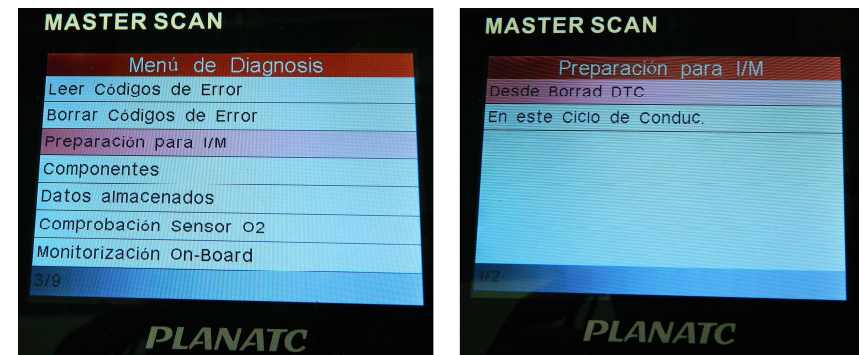 MASTER SCAN
Menú de Diagnosis
Leer Códigos de Error
Borrar Códigos de Error
Preparación para I/M
Componentes
Datos almacenados
Comprobación Sensor O2
Monitorización On-Board
3/9
PLANATC
MASTER SCAN
Preparación para I/M
Desde Borrad DTC
En este Ciclo de Conduc.
1/2
PLANATC